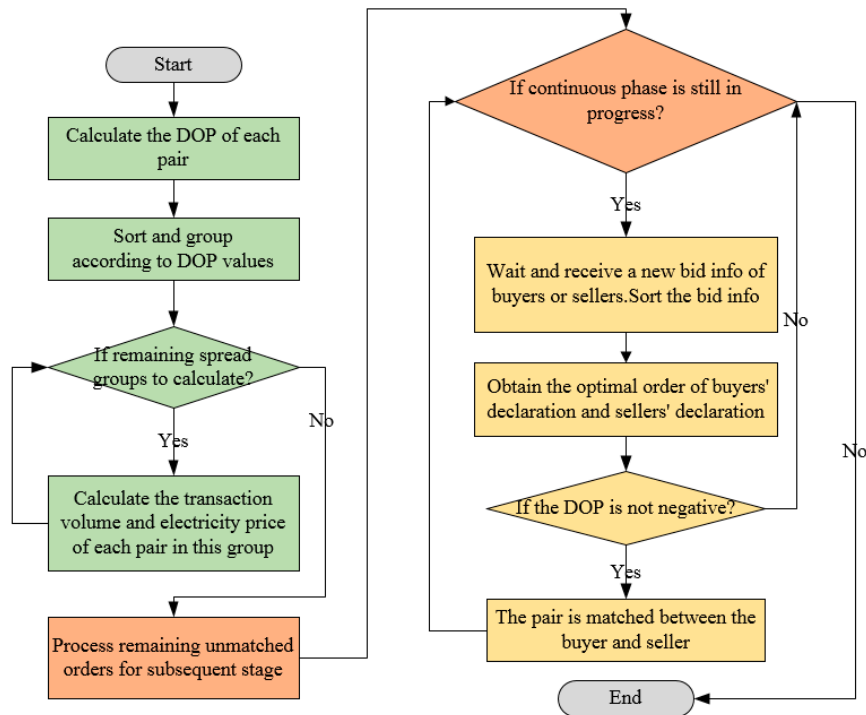 Start
Calculate the DOP of each
pair
Sort and group
according to DOP values
If remaining spread
groups to calculate?
No
Yes
Calculate the transaction
volume and electricity price
of each pair in this group
Process remaining unmatched
orders for subsequent stage
If continuous phase is still in
progress?
Yes
Wait and receive a new bid info of
buyers or sellers.Sort the bid info
No
Obtain the optimal order of buyers'
declaration and sellers' declaration
No
If the DOP is not negative?
Yes
The pair is matched between the
buyer and seller
End